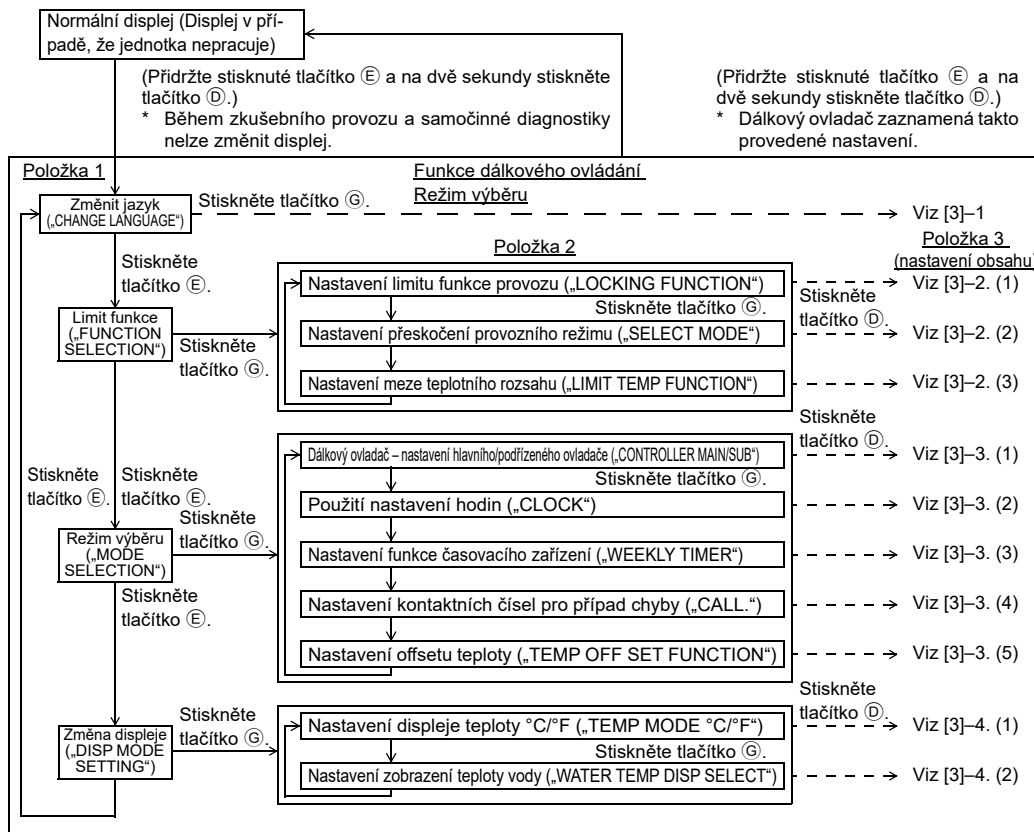 Normální displej (Displej v pří-
padě, že jednotka nepracuje)
(Přidržte stisknuté tlačítko Ⓔ a na dvě sekundy stiskněte
tlačítko Ⓓ.)
* Během zkušebního provozu a samočinné diagnostiky
nelze změnit displej.
(Přidržte stisknuté tlačítko Ⓔ a na
dvě sekundy stiskněte tlačítko Ⓓ.)
* Dálkový ovladač zaznamená takto
provedené nastavení.
Položka 1
Funkce dálkového ovládání
Režim výběru
Změnit jazyk
(„CHANGE LANGUAGE“)
Stiskněte tlačítko Ⓖ.
Viz [3]–1
Položka 2
Položka 3
(nastavení obsahu)
Stiskněte
tlačítko Ⓔ.
Limit funkce
(„FUNCTION
SELECTION“)
Stiskněte
tlačítko Ⓖ.
Nastavení limitu funkce provozu („LOCKING FUNCTION“)
Stiskněte tlačítko Ⓖ.
Stiskněte
tlačítko Ⓓ.
Viz [3]–2. (1)
Nastavení přeskočení provozního režimu („SELECT MODE“)
Viz [3]–2. (2)
Nastavení meze teplotního rozsahu („LIMIT TEMP FUNCTION“)
Viz [3]–2. (3)
Stiskněte
tlačítko Ⓔ.
Stiskněte
tlačítko Ⓔ.
Režim výběru
(„MODE
SELECTION“)
Stiskněte
tlačítko Ⓖ.
Stiskněte
tlačítko Ⓓ.
Dálkový ovladač – nastavení hlavního/podřízeného ovladače („CONTROLLER MAIN/SUB“)
Viz [3]–3. (1)
Stiskněte tlačítko Ⓖ.
Použití nastavení hodin („CLOCK“)
Viz [3]–3. (2)
Nastavení funkce časovacího zařízení („WEEKLY TIMER“)
Viz [3]–3. (3)
Nastavení kontaktních čísel pro případ chyby („CALL.“)
Viz [3]–3. (4)
Nastavení offsetu teploty („TEMP OFF SET FUNCTION“)
Viz [3]–3. (5)
Stiskněte
tlačítko Ⓔ.
Změna displeje
(„DISP MODE
SETTING“)
Stiskněte
tlačítko Ⓖ.
Stiskněte
tlačítko Ⓓ.
Nastavení displeje teploty °C/°F („TEMP MODE °C/°F“)
Viz [3]–4. (1)
Stiskněte tlačítko Ⓖ.
Nastavení zobrazení teploty vody („WATER TEMP DISP SELECT“)
Viz [3]–4. (2)